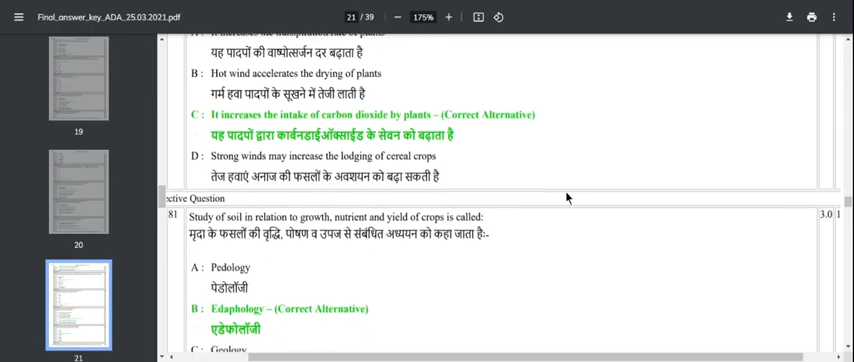 Final_answer_key_ADA_25.03.2021.pdf
21 / 39
175%
यह पादपों की वाष्पोत्सर्जन दर बढ़ाता है
B : Hot wind accelerates the drying of plants
गर्म हवा पादपों के सूखने में तेजी लाती है
C : It increases the intake of carbon dioxide by plants – (Correct Alternative)
यह पादपों द्वारा कार्बनडाईऑक्साईड के सेवन को बढ़ाता है
D : Strong winds may increase the lodging of cereal crops
तेज हवाएं अनाज की फसलों के अवशयन को बढ़ा सकती है
ctive Question
81 Study of soil in relation to growth, nutrient and yield of crops is called: 3.0 1
मृदा के फसलों की वृद्धि, पोषण व उपज से संबंधित अध्ययन को कहा जाता है:-
A : Pedology
पेडोलॉजी
B : Edaphology – (Correct Alternative)
एडेफोलॉजी
C : Geology
19
20
21